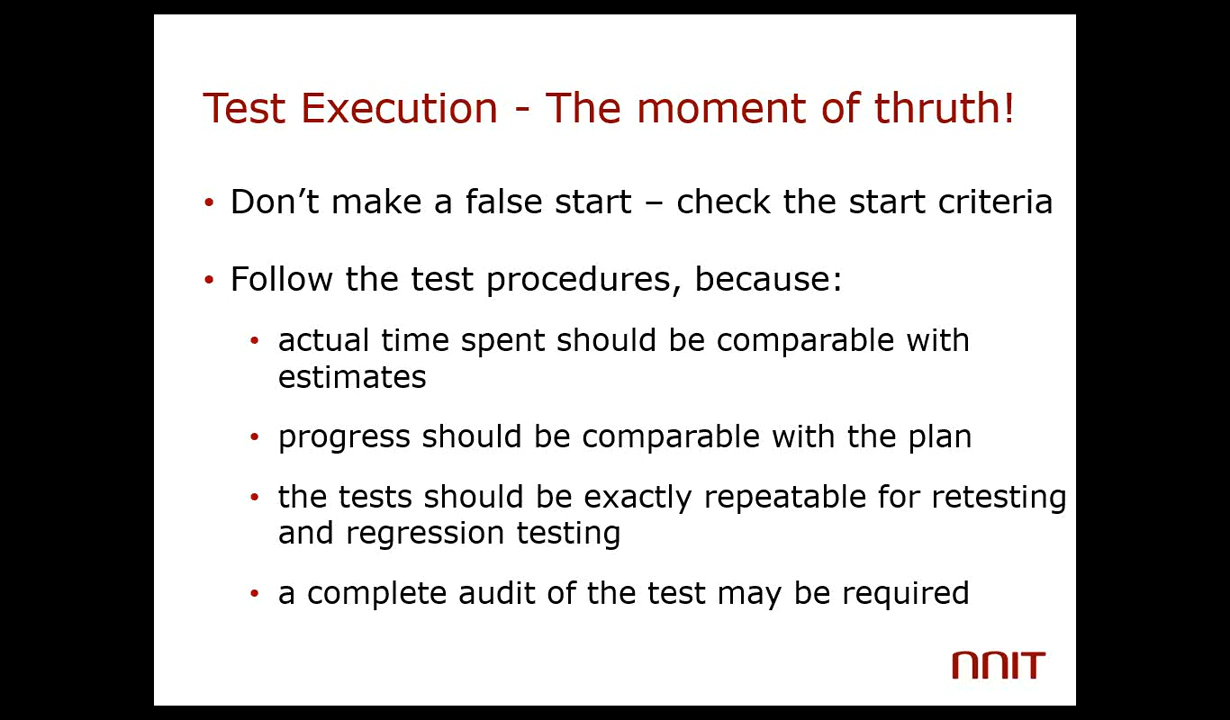 Test Execution - The moment of thruth!
• Don’t make a false start – check the start criteria
• Follow the test procedures, because:
• actual time spent should be comparable with
estimates
• progress should be comparable with the plan
• the tests should be exactly repeatable for retesting
and regression testing
• a complete audit of the test may be required
nnIT